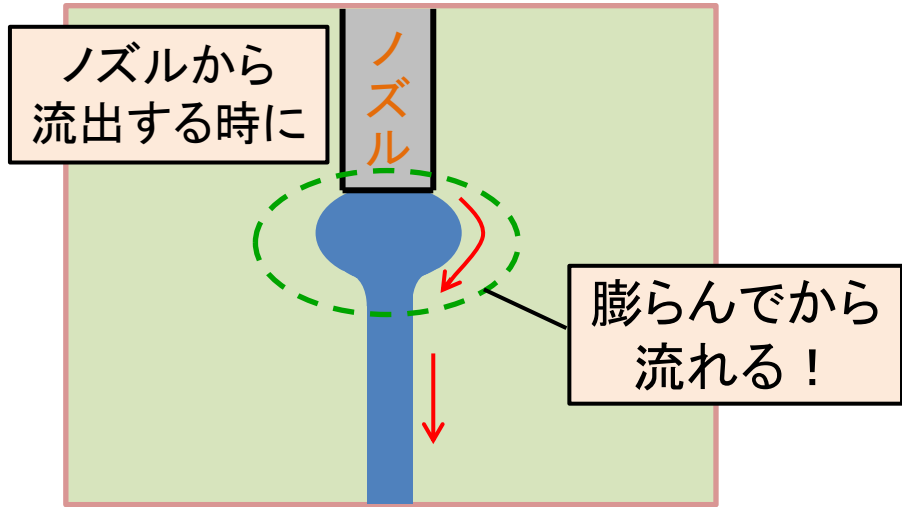 ノズルから
流出する時に
ノズル
膨らんでから
流れる！